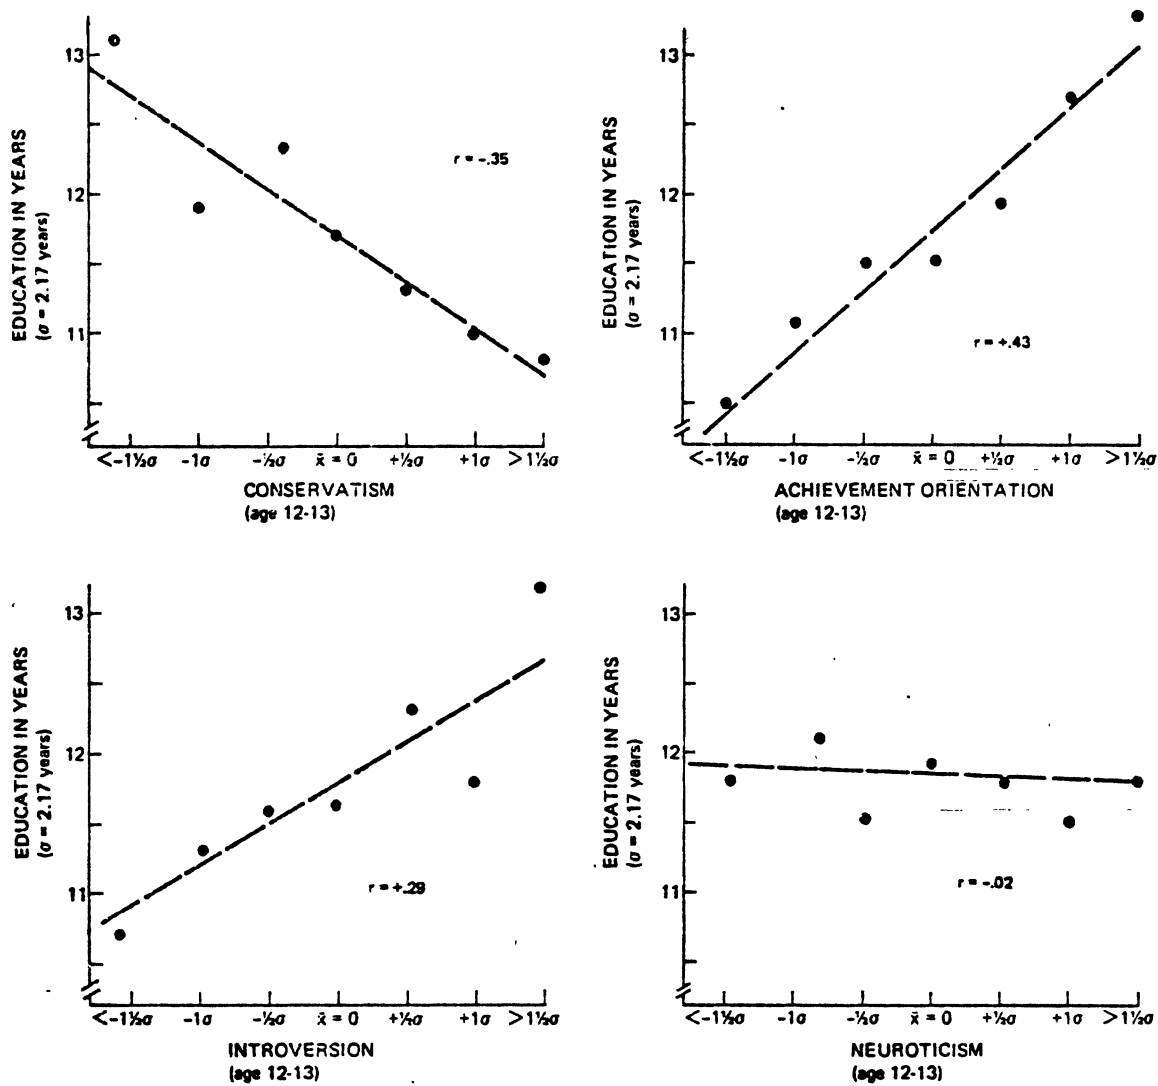 EDUCATION IN YEARS
(σ = 2.17 years)
13
12
11
r = -.35
<-1½σ -1σ -½σ x̄ = 0 +½σ +1σ >1½σ
CONSERVATISM
(age 12-13)
EDUCATION IN YEARS
(σ = 2.17 years)
13
12
11
r = +.43
<-1½σ -1σ -½σ x̄ = 0 +½σ +1σ >1½σ
ACHIEVEMENT ORIENTATION
(age 12-13)
EDUCATION IN YEARS
(σ = 2.17 years)
13
12
11
r = +.29
<-1½σ -1σ -½σ x̄ = 0 +½σ +1σ >1½σ
INTROVERSION
(age 12-13)
EDUCATION IN YEARS
(σ = 2.17 years)
13
12
11
r = -.02
<-1½σ -1σ -½σ x̄ = 0 +½σ +1σ >1½σ
NEUROTICISM
(age 12-13)